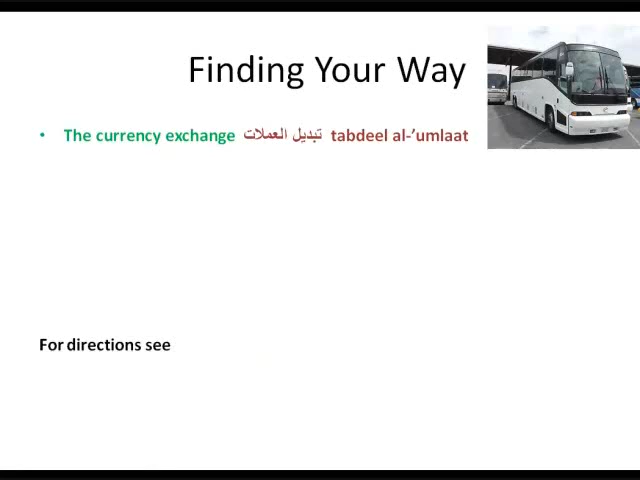 Finding Your Way
• The currency exchange تبديل العملات tabdeel al-’umlaat
For directions see